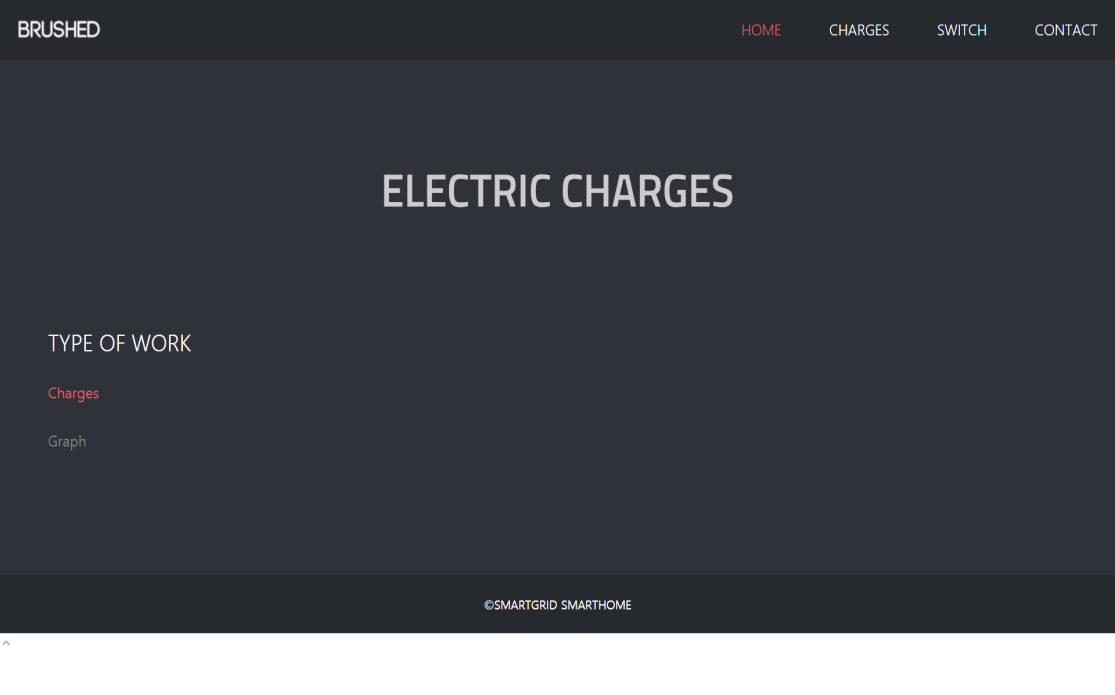 BRUSHED
HOME CHARGES SWITCH CONTACT
ELECTRIC CHARGES
TYPE OF WORK
Charges
Graph
©SMARTGRID SMARTHOME